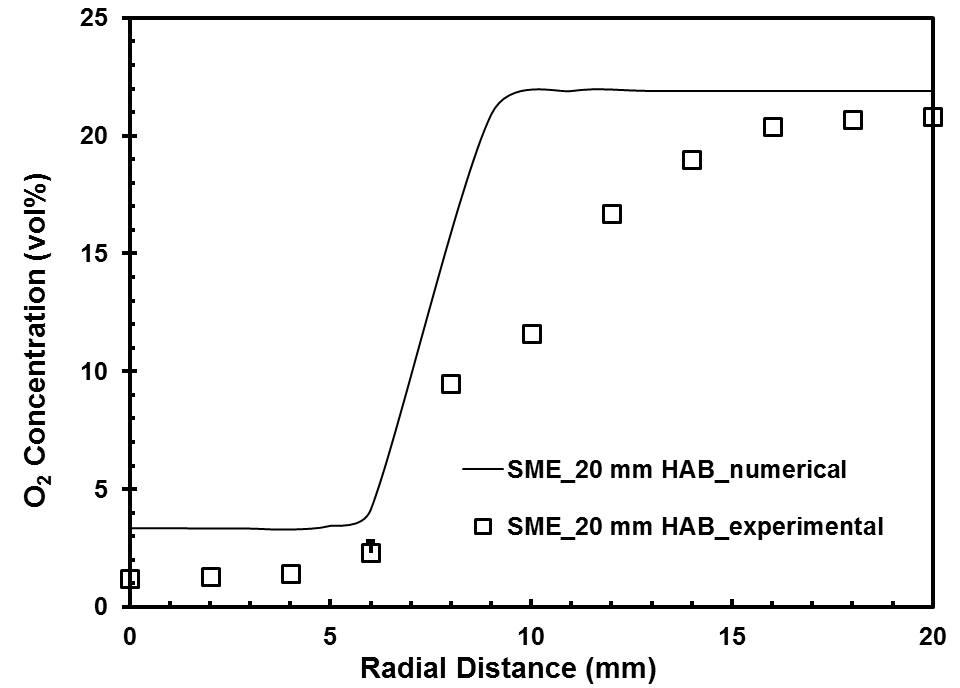 25
20
15
10
5
0
O₂ Concentration (vol%)
SME_20 mm HAB_numerical
SME_20 mm HAB_experimental
0 5 10 15 20
Radial Distance (mm)